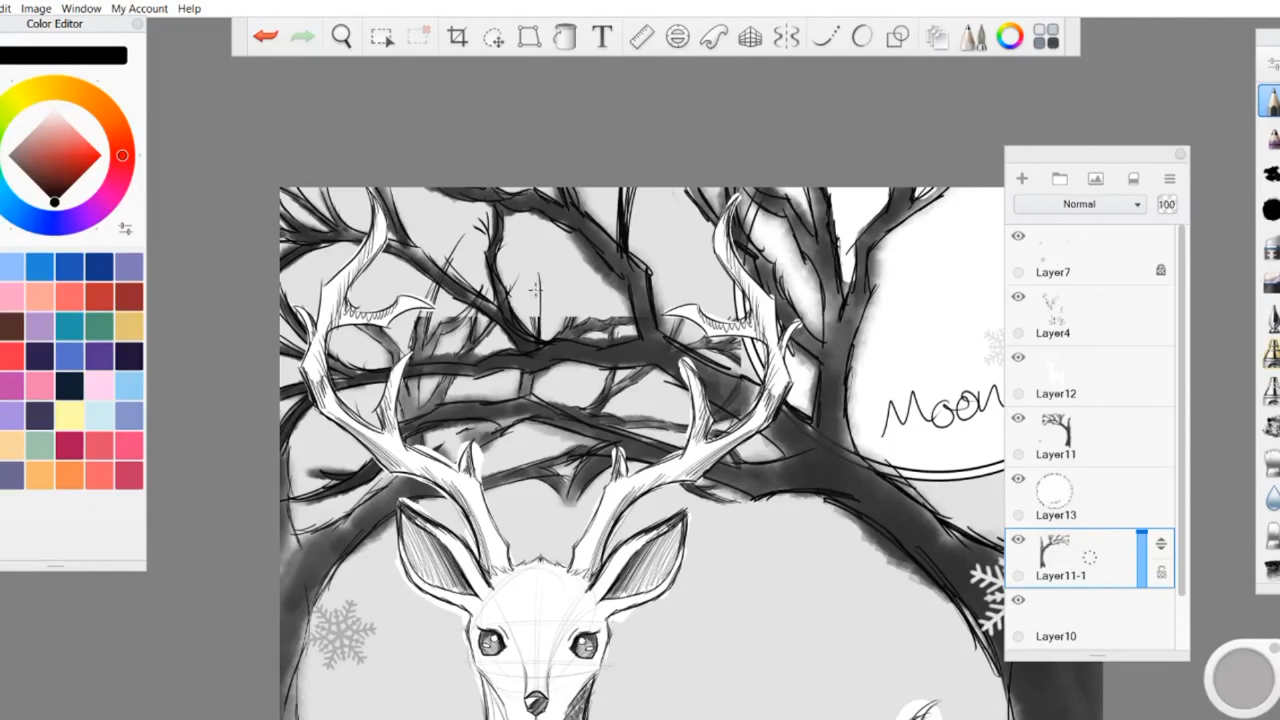 dit Image Window My Account Help
Color Editor
T
Normal 100
Layer7
Layer4
Layer12
Layer11
Layer13
Layer11-1
Layer10
Moon